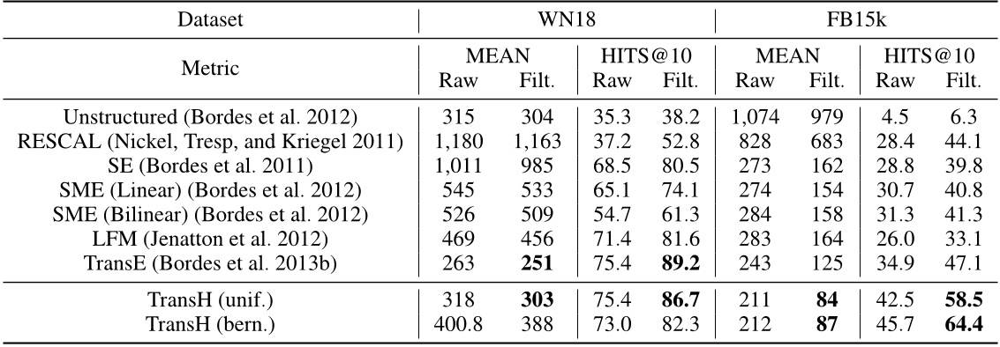 Dataset WN18 FB15k
Metric MEAN HITS@10 MEAN HITS@10
Raw Filt. Raw Filt. Raw Filt. Raw Filt.
Unstructured (Bordes et al. 2012) 315 304 35.3 38.2 1,074 979 4.5 6.3
RESCAL (Nickel, Tresp, and Kriegel 2011) 1,180 1,163 37.2 52.8 828 683 28.4 44.1
SE (Bordes et al. 2011) 1,011 985 68.5 80.5 273 162 28.8 39.8
SME (Linear) (Bordes et al. 2012) 545 533 65.1 74.1 274 154 30.7 40.8
SME (Bilinear) (Bordes et al. 2012) 526 509 54.7 61.3 284 158 31.3 41.3
LFM (Jenatton et al. 2012) 469 456 71.4 81.6 283 164 26.0 33.1
TransE (Bordes et al. 2013b) 263 251 75.4 89.2 243 125 34.9 47.1
TransH (unif.) 318 303 75.4 86.7 211 84 42.5 58.5
TransH (bern.) 400.8 388 73.0 82.3 212 87 45.7 64.4